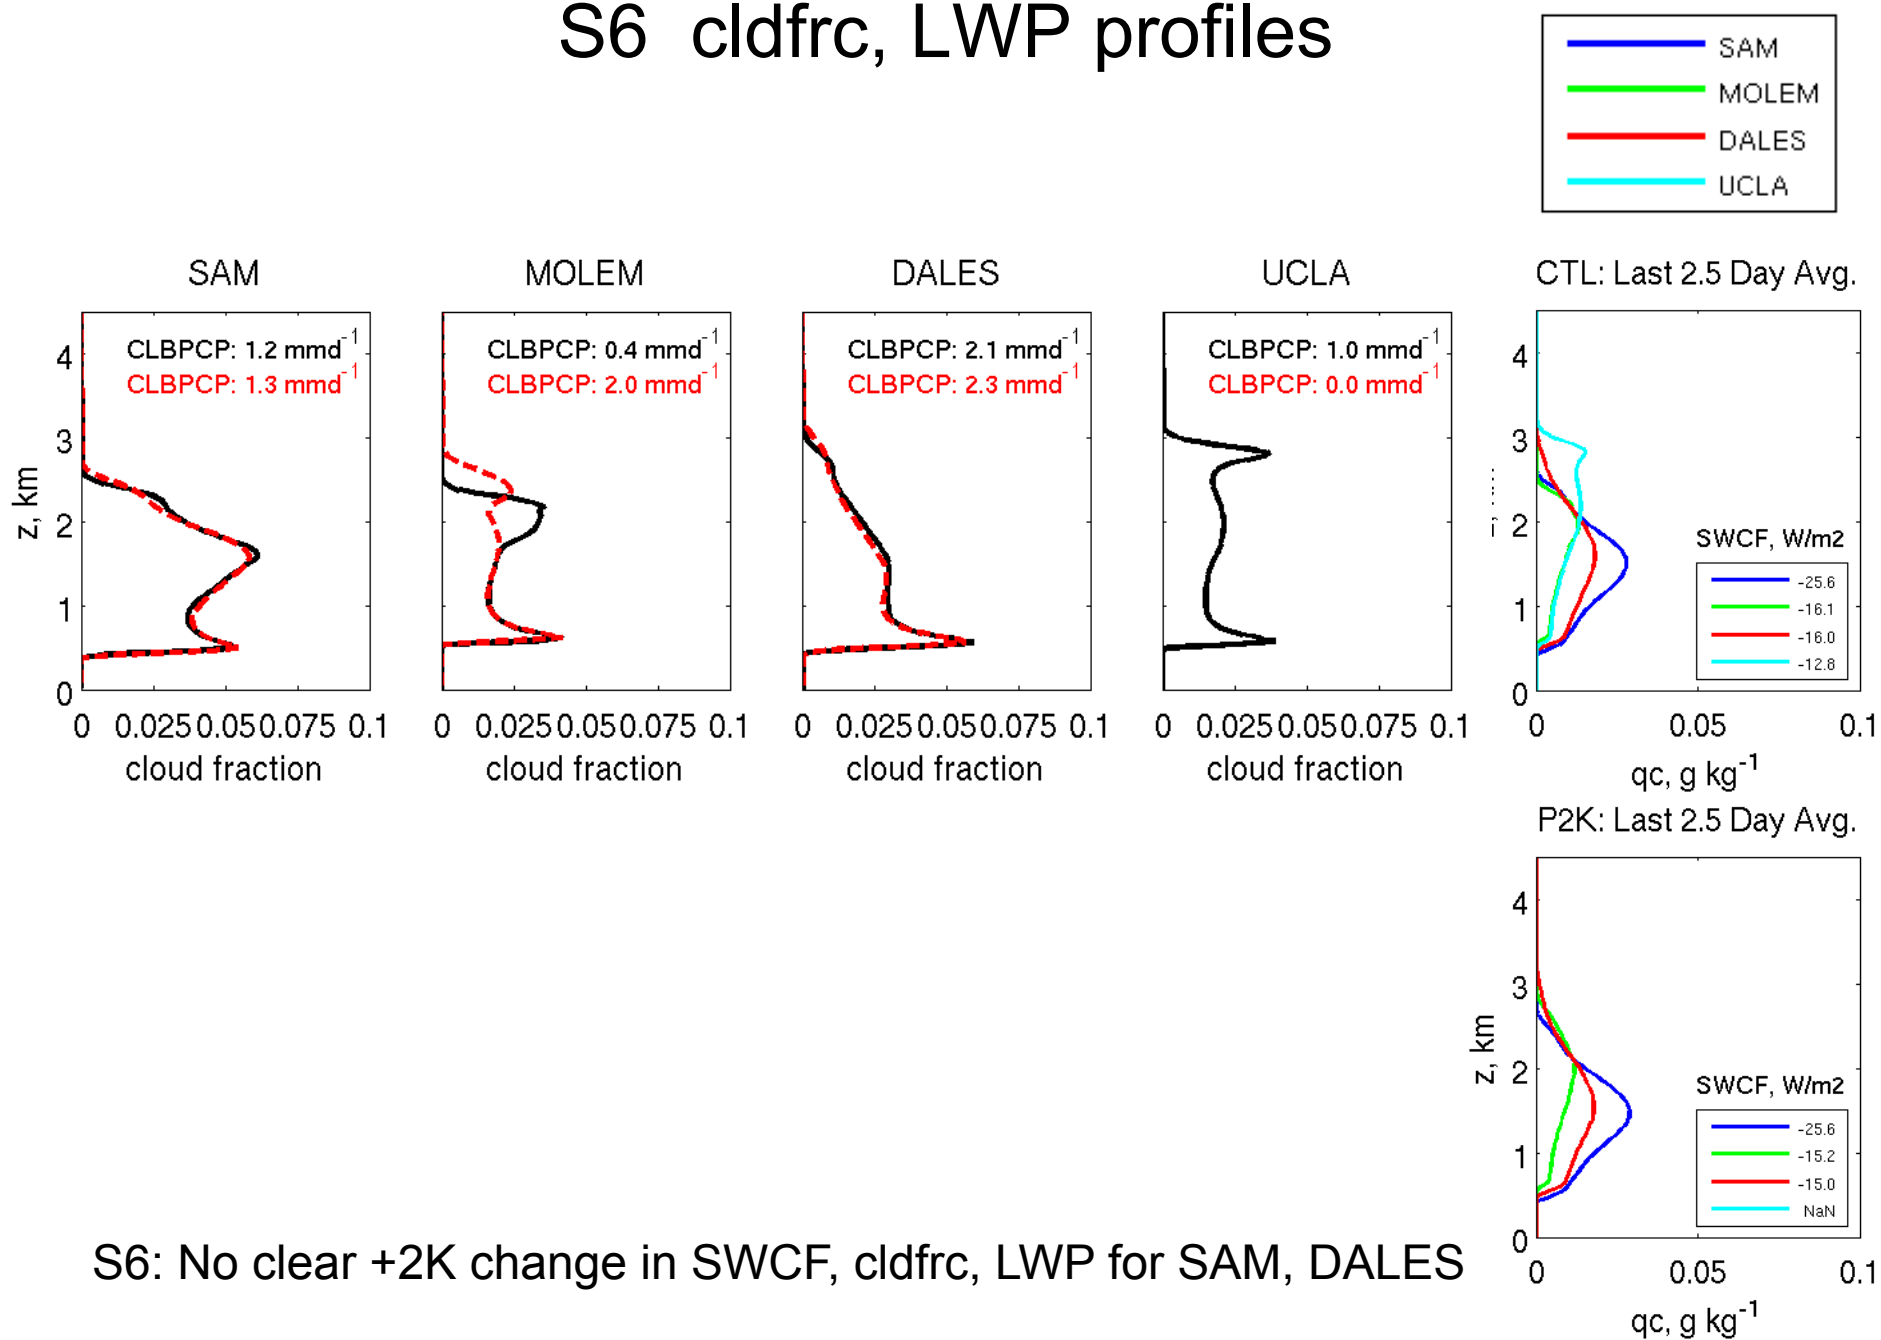 S6 cldfrc, LWP profiles
SAM
MOLEM
DALES
UCLA
SAM
MOLEM
DALES
UCLA
CTL: Last 2.5 Day Avg.
CLBPCP: 1.2 mmd-1
CLBPCP: 1.3 mmd-1
CLBPCP: 0.4 mmd-1
CLBPCP: 2.0 mmd-1
CLBPCP: 2.1 mmd-1
CLBPCP: 2.3 mmd-1
CLBPCP: 1.0 mmd-1
CLBPCP: 0.0 mmd-1
4
3
2
1
0
z, km
0 0.025 0.05 0.075 0.1
cloud fraction
0 0.025 0.05 0.075 0.1
cloud fraction
0 0.025 0.05 0.075 0.1
cloud fraction
0 0.025 0.05 0.075 0.1
cloud fraction
4
3
2
1
0
SWCF, W/m2
-25.6
-16.1
-16.0
-12.8
0 0.05 0.1
qc, g kg-1
P2K: Last 2.5 Day Avg.
4
3
2
1
0
z, km
SWCF, W/m2
-25.6
-15.2
-15.0
NaN
0 0.05 0.1
qc, g kg-1
S6: No clear +2K change in SWCF, cldfrc, LWP for SAM, DALES